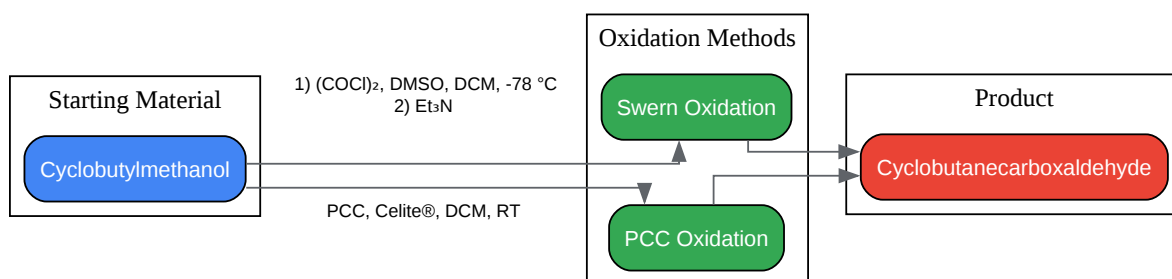 Starting Material
Cyclobutylmethanol
1) (COCl)₂, DMSO, DCM, -78 °C
2) Et₃N
PCC, Celite®, DCM, RT
Oxidation Methods
Swern Oxidation
PCC Oxidation
Product
Cyclobutanecarboxaldehyde